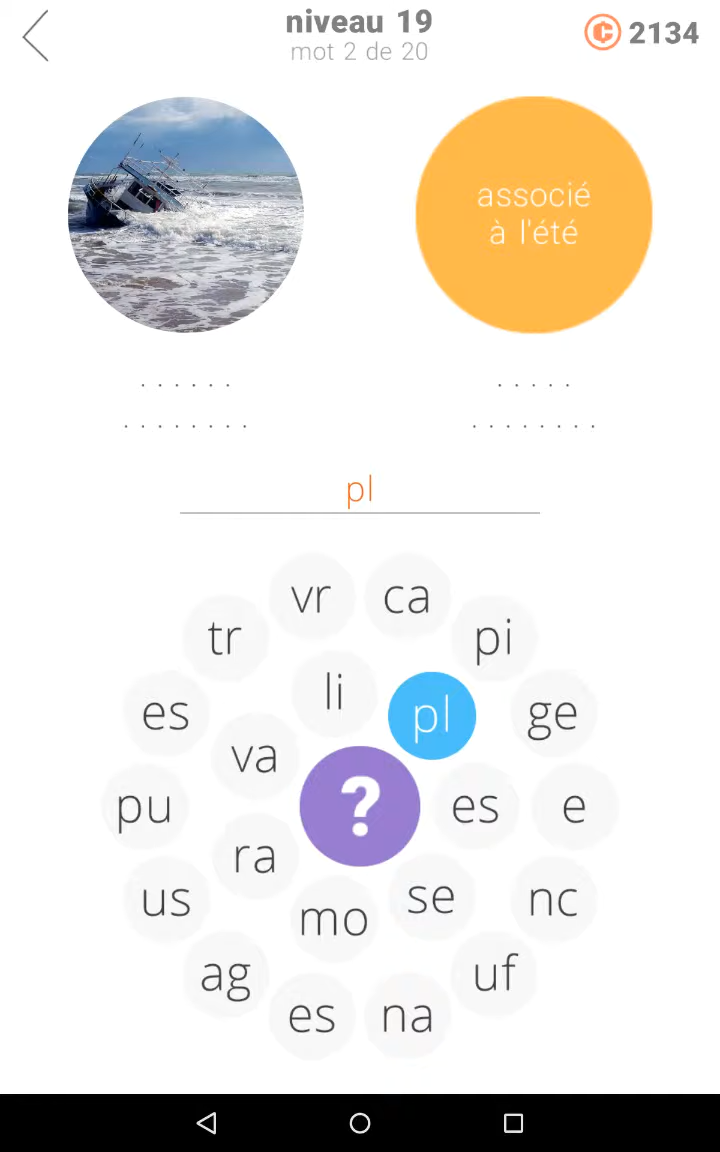 niveau 19
mot 2 de 20
2134
associé
à l'été
pl
vr
ca
tr
pi
li
es
pl
ge
va
pu
?
es
e
ra
us
mo
se
nc
ag
uf
es
na